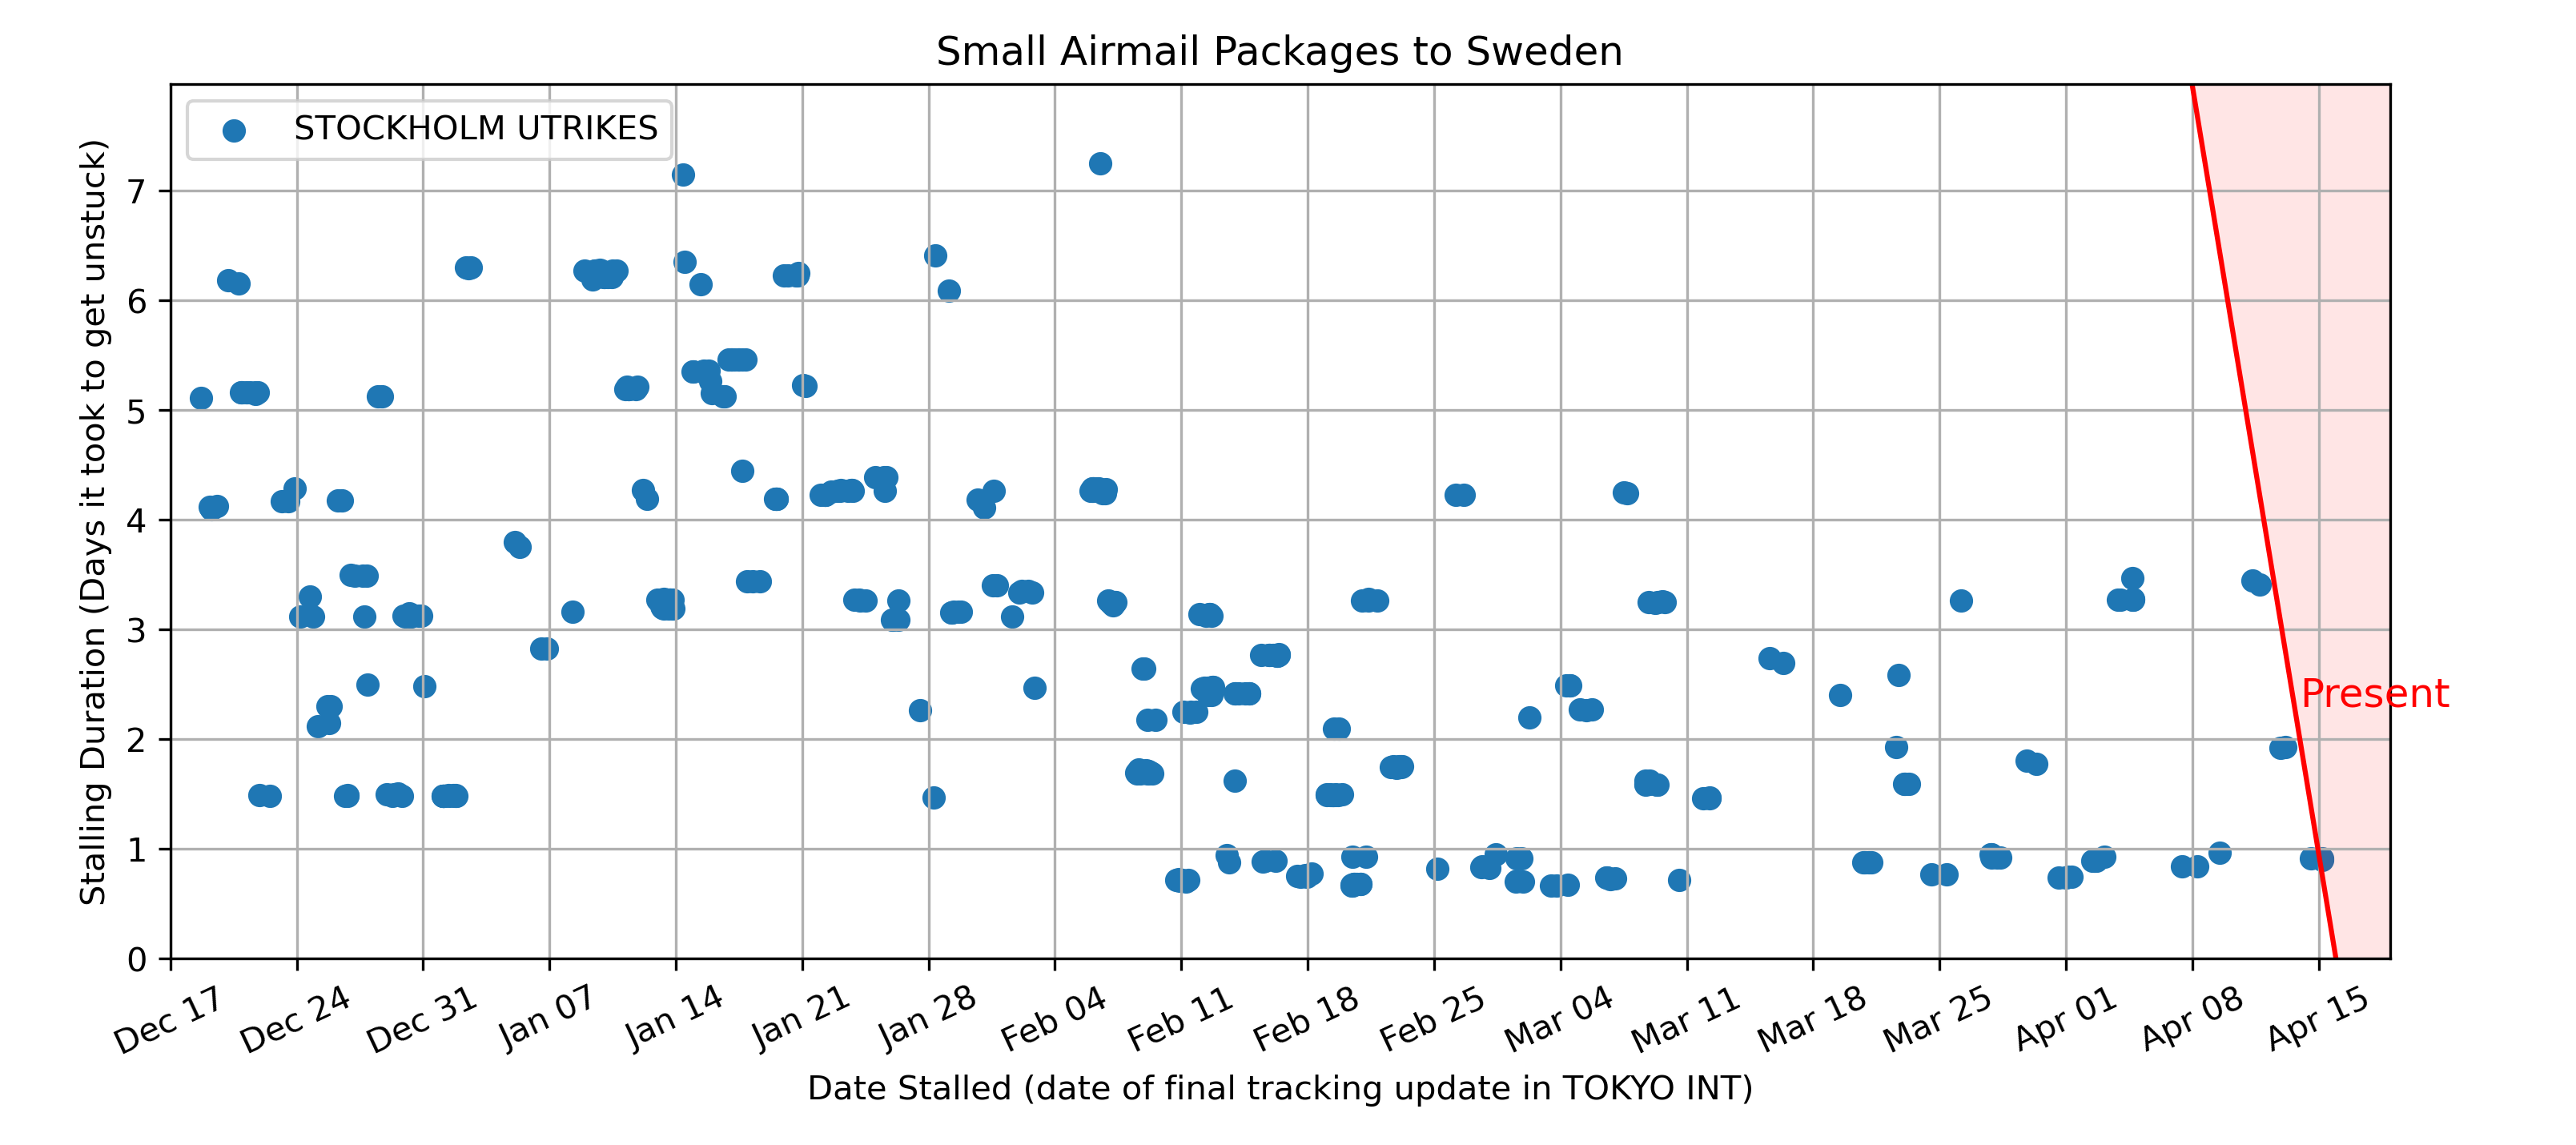 Small Airmail Packages to Sweden
STOCKHOLM UTRIKES
Stalling Duration (Days it took to get unstuck)
7
6
5
4
3
2
1
0
Present
Dec 17
Dec 24
Dec 31
Jan 07
Jan 14
Jan 21
Jan 28
Feb 04
Feb 11
Feb 18
Feb 25
Mar 04
Mar 11
Mar 18
Mar 25
Apr 01
Apr 08
Apr 15
Date Stalled (date of final tracking update in TOKYO INT)